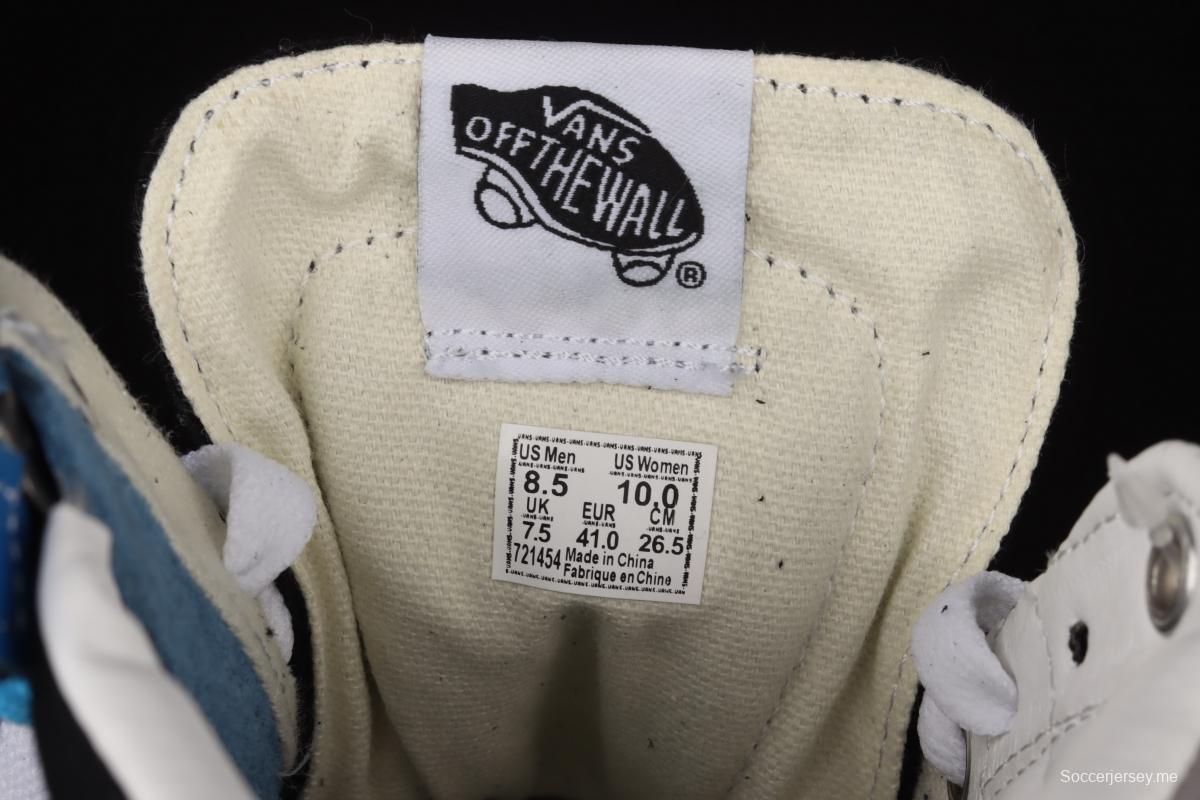 VANS
OFF THE WALL
®
US Men US Women
8.5 10.0
UK EUR CM
7.5 41.0 26.5
721454 Made in China
Fabrique en Chine
Soccerjersey.me